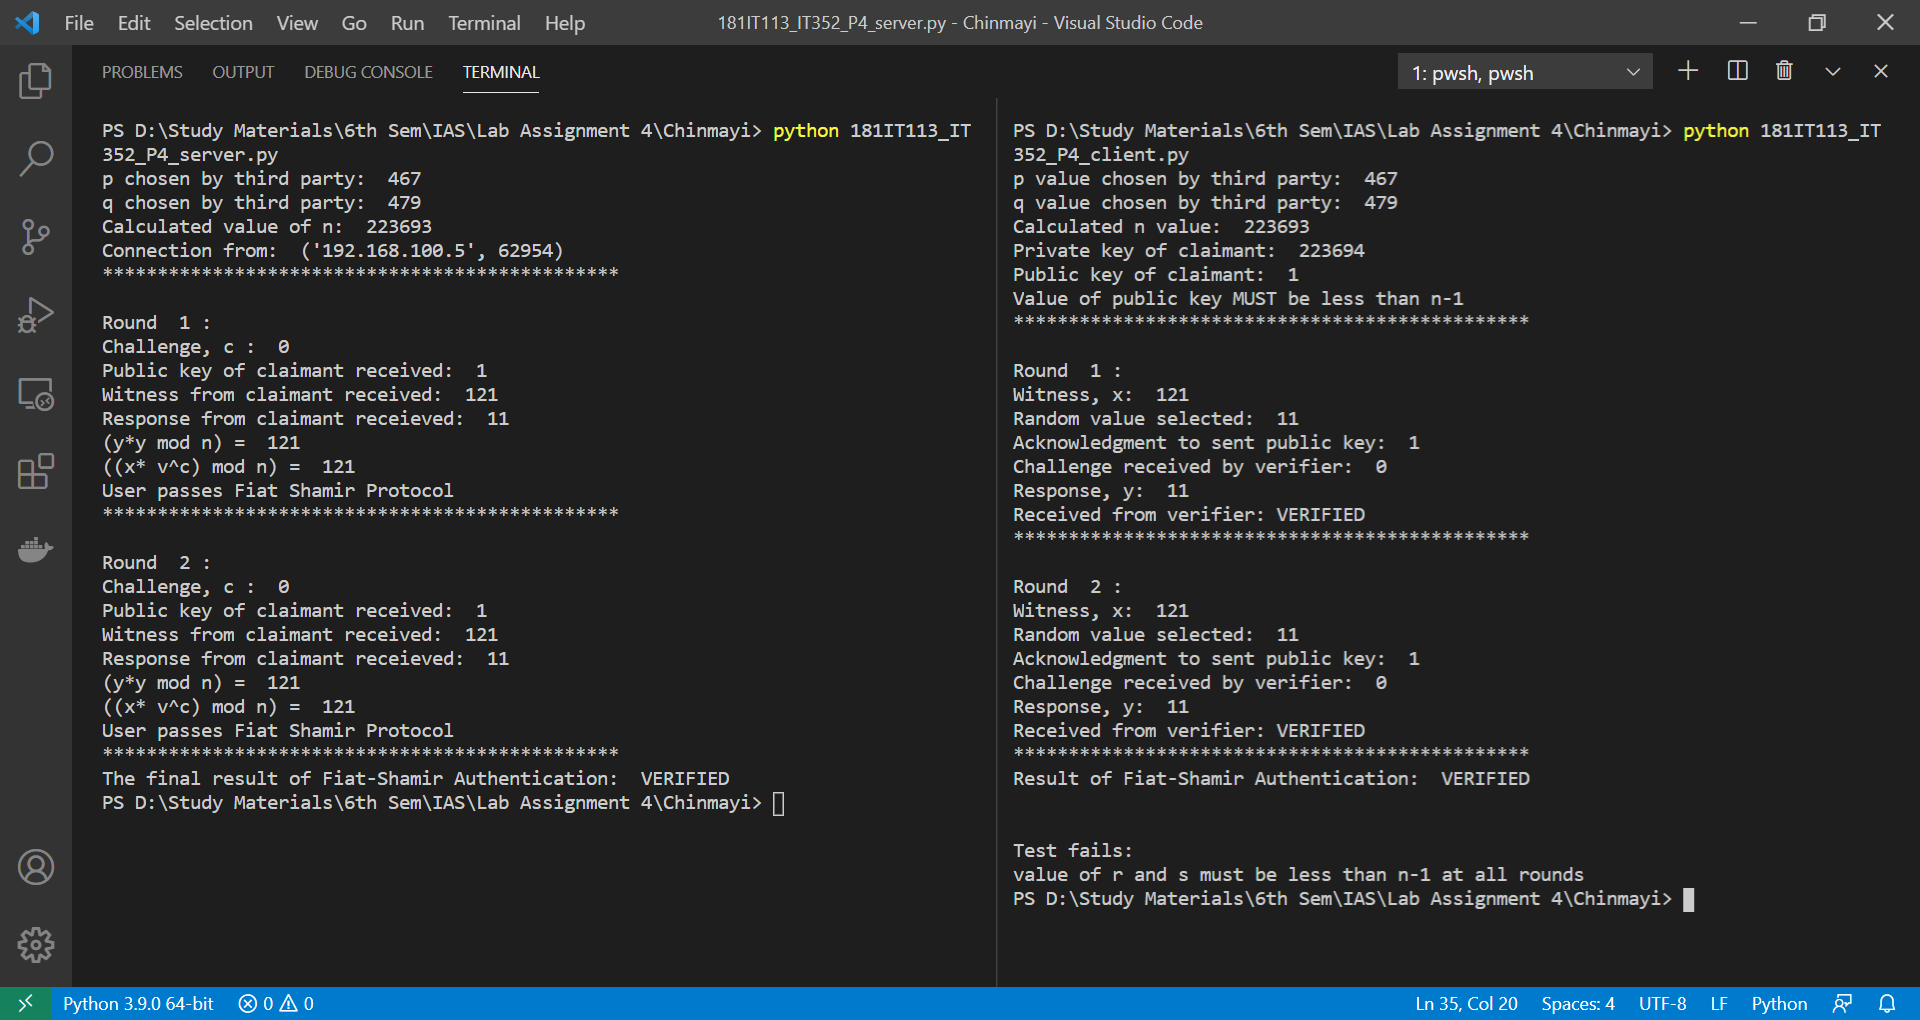 File Edit Selection View Go Run Terminal Help
181IT113_IT352_P4_server.py - Chinmayi - Visual Studio Code
PROBLEMS OUTPUT DEBUG CONSOLE TERMINAL
1: pwsh, pwsh
PS D:\Study Materials\6th Sem\IAS\Lab Assignment 4\Chinmayi> python 181IT113_IT
352_P4_server.py
p chosen by third party:  467
q chosen by third party:  479
Calculated value of n:  223693
Connection from:  ('192.168.100.5', 62954)
***********************************************
Round  1 :
Challenge, c :  0
Public key of claimant received:  1
Witness from claimant received:  121
Response from claimant receieved:  11
(y*y mod n) =  121
((x* v^c) mod n) =  121
User passes Fiat Shamir Protocol
***********************************************
Round  2 :
Challenge, c :  0
Public key of claimant received:  1
Witness from claimant received:  121
Response from claimant receieved:  11
(y*y mod n) =  121
((x* v^c) mod n) =  121
User passes Fiat Shamir Protocol
***********************************************
The final result of Fiat-Shamir Authentication:  VERIFIED
PS D:\Study Materials\6th Sem\IAS\Lab Assignment 4\Chinmayi>
PS D:\Study Materials\6th Sem\IAS\Lab Assignment 4\Chinmayi> python 181IT113_IT
352_P4_client.py
p value chosen by third party:  467
q value chosen by third party:  479
Calculated n value:  223693
Private key of claimant:  223694
Public key of claimant:  1
Value of public key MUST be less than n-1
***********************************************
Round  1 :
Witness, x:  121
Random value selected:  11
Acknowledgment to sent public key:  1
Challenge received by verifier:  0
Response, y:  11
Received from verifier: VERIFIED
***********************************************
Round  2 :
Witness, x:  121
Random value selected:  11
Acknowledgment to sent public key:  1
Challenge received by verifier:  0
Response, y:  11
Received from verifier: VERIFIED
***********************************************
Result of Fiat-Shamir Authentication:  VERIFIED
Test fails:
value of r and s must be less than n-1 at all rounds
PS D:\Study Materials\6th Sem\IAS\Lab Assignment 4\Chinmayi>
Python 3.9.0 64-bit 0 0 Ln 35, Col 20 Spaces: 4 UTF-8 LF Python